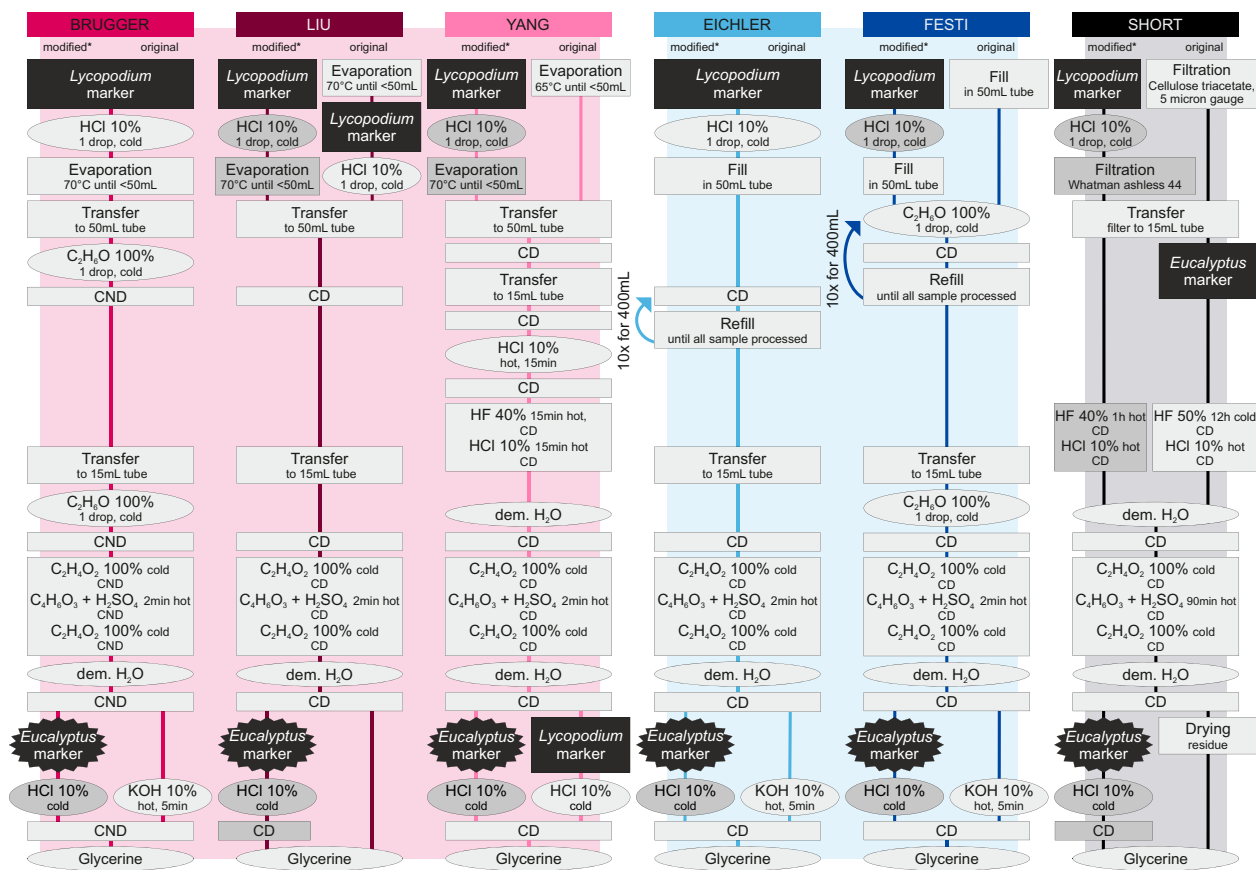 BRUGGER
modified* original
Lycopodium
marker
HCl 10%
1 drop, cold
Evaporation
70°C until <50mL
Transfer
to 50mL tube
C₂H₆O 100%
1 drop, cold
CND
Transfer
to 15mL tube
C₂H₆O 100%
1 drop, cold
CND
C₂H₄O₂ 100% cold
CND
C₄H₆O₃ + H₂SO₄ 2min hot
CND
C₂H₄O₂ 100% cold
CND
dem. H₂O
CND
Eucalyptus
marker
HCl 10%
cold
KOH 10%
hot, 5min
CND
Glycerine
LIU
modified* original
Lycopodium
marker
Evaporation
70°C until <50mL
HCl 10%
1 drop, cold
Lycopodium
marker
Evaporation
70°C until <50mL
HCl 10%
1 drop, cold
Transfer
to 50mL tube
CD
Transfer
to 15mL tube
CD
C₂H₄O₂ 100% cold
CD
C₄H₆O₃ + H₂SO₄ 2min hot
CD
C₂H₄O₂ 100% cold
CD
dem. H₂O
CD
Eucalyptus
marker
HCl 10%
cold
CD
Glycerine
YANG
modified* original
Lycopodium
marker
Evaporation
65°C until <50mL
HCl 10%
1 drop, cold
Evaporation
70°C until <50mL
Transfer
to 50mL tube
CD
Transfer
to 15mL tube
CD
HCl 10%
hot, 15min
CD
HF 40% 15min hot,
CD
HCl 10% 15min hot
CD
dem. H₂O
CD
C₂H₄O₂ 100% cold
CD
C₄H₆O₃ + H₂SO₄ 2min hot
CD
C₂H₄O₂ 100% cold
CD
dem. H₂O
CD
Eucalyptus
marker
Lycopodium
marker
HCl 10%
cold
HCl 10%
cold
CD
Glycerine
EICHLER
modified* original
Lycopodium
marker
HCl 10%
1 drop, cold
Fill
in 50mL tube
10x for 400mL
CD
Refill
until all sample processed
Transfer
to 15mL tube
CD
C₂H₄O₂ 100% cold
CD
C₄H₆O₃ + H₂SO₄ 2min hot
CD
C₂H₄O₂ 100% cold
CD
dem. H₂O
CD
Eucalyptus
marker
HCl 10%
cold
KOH 10%
hot, 5min
CD
Glycerine
FESTI
modified* original
Lycopodium
marker
Fill
in 50mL tube
HCl 10%
1 drop, cold
Fill
in 50mL tube
10x for 400mL
C₂H₆O 100%
1 drop, cold
CD
Refill
until all sample processed
Transfer
to 15mL tube
C₂H₆O 100%
1 drop, cold
CD
C₂H₄O₂ 100% cold
CD
C₄H₆O₃ + H₂SO₄ 2min hot
CD
C₂H₄O₂ 100% cold
CD
dem. H₂O
CD
Eucalyptus
marker
HCl 10%
cold
KOH 10%
hot, 5min
CD
Glycerine
SHORT
modified* original
Lycopodium
marker
Filtration
Cellulose triacetate,
5 micron gauge
HCl 10%
1 drop, cold
Filtration
Whatman ashless 44
Transfer
filter to 15mL tube
Eucalyptus
marker
HF 40% 1h hot
CD
HCl 10% hot
CD
HF 50% 12h cold
CD
HCl 10% hot
CD
dem. H₂O
CD
C₂H₄O₂ 100% cold
CD
C₄H₆O₃ + H₂SO₄ 90min hot
CD
C₂H₄O₂ 100% cold
CD
dem. H₂O
CD
Eucalyptus
marker
Drying
residue
HCl 10%
cold
CD
Glycerine